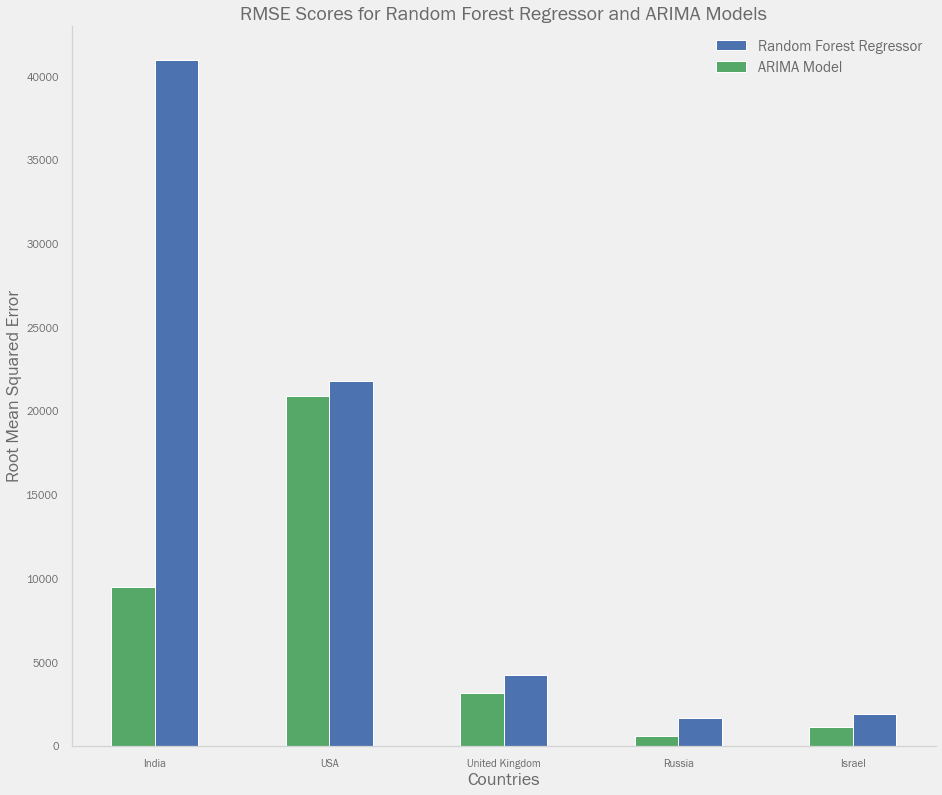 RMSE Scores for Random Forest Regressor and ARIMA Models
Random Forest Regressor
ARIMA Model
Root Mean Squared Error
40000
35000
30000
25000
20000
15000
10000
5000
0
India
USA
United Kingdom
Russia
Israel
Countries